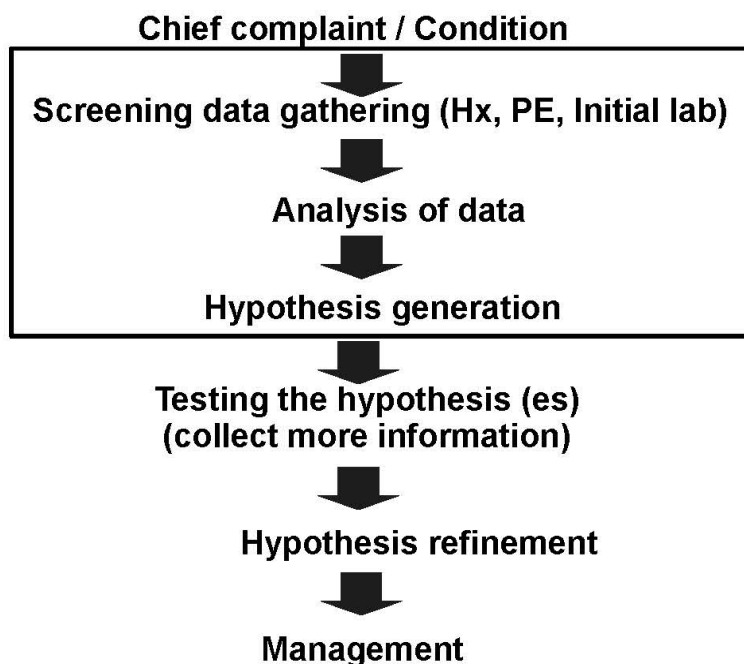 Chief complaint / Condition
Screening data gathering (Hx, PE, Initial lab)
Analysis of data
Hypothesis generation
Testing the hypothesis (es)
(collect more information)
Hypothesis refinement
Management